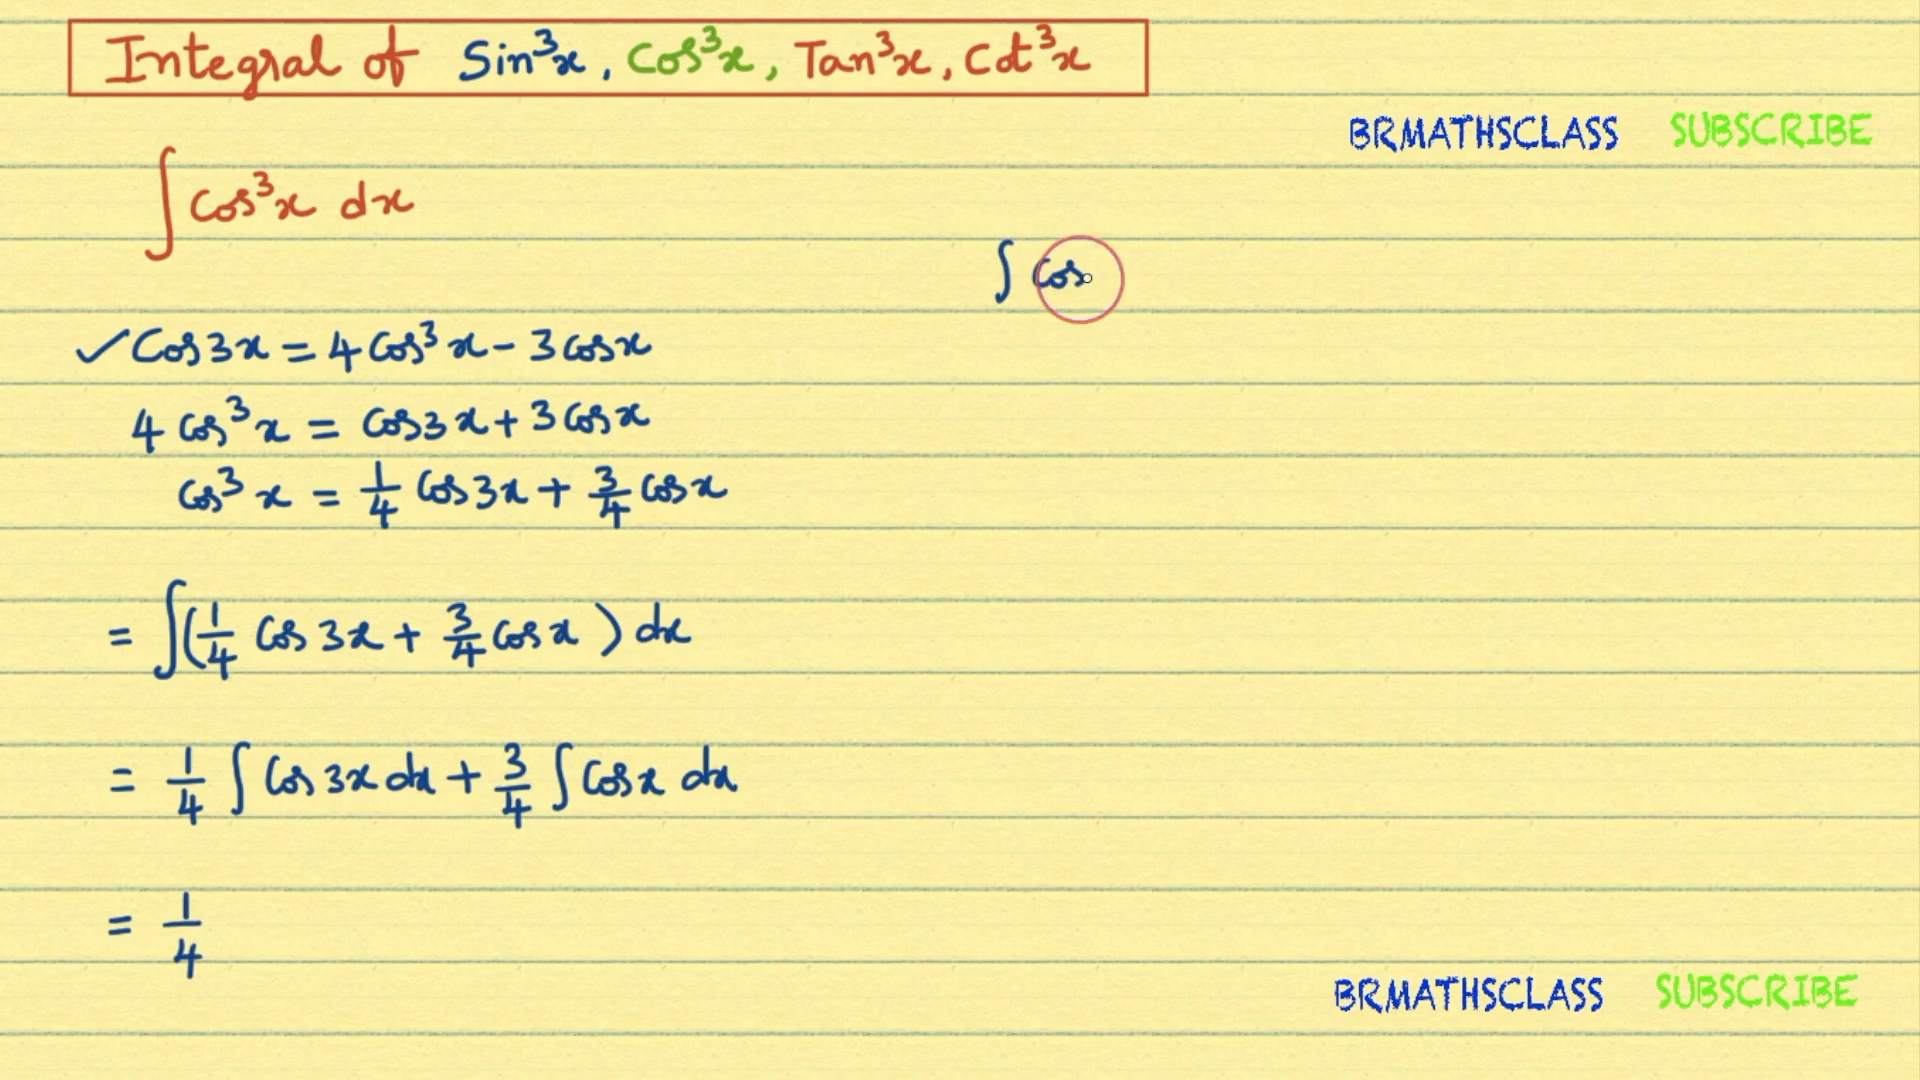 Integral of Sin³x, Cos³x, Tan³x, Cot³x
BRMATHSCLASS SUBSCRIBE
∫ Cos³x dx
∫ Cos
✓ Cos3x = 4Cos³x - 3Cosx
4 Cos³x = Cos3x + 3Cosx
Cos³x = 1/4 Cos3x + 3/4 Cosx
= ∫(1/4 Cos3x + 3/4 Cosx) dx
= 1/4 ∫ Cos3x dx + 3/4 ∫ Cosx dx
= 1/4
BRMATHSCLASS SUBSCRIBE